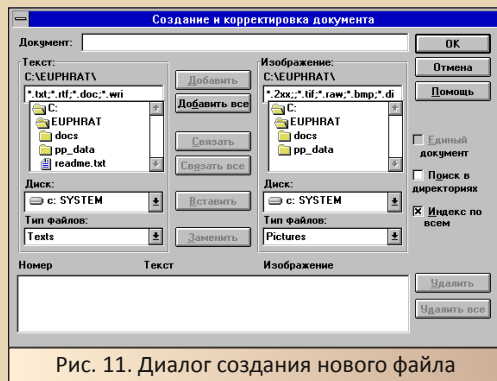 Создание и корректировка документа
Документ:
OK
Отмена
Помощь
Текст:
C:\EUPHRAT\
*.txt;*.rtf;*.doc;*.wri
C:
EUPHRAT
docs
pp_data
readme.txt
Диск:
c: SYSTEM
Тип файлов:
Texts
Добавить
Добавить все
Связать
Связать все
Вставить
Заменить
Изображение:
C:\EUPHRAT\
*.2xx;;*.tif;*.raw;*.bmp;*.di
C:
EUPHRAT
docs
pp_data
Диск:
c: SYSTEM
Тип файлов:
Pictures
Единый
документ
Поиск в
директориях
Индекс по
всем
Номер Текст Изображение
Удалить
Удалить все
Рис. 11. Диалог создания нового файла